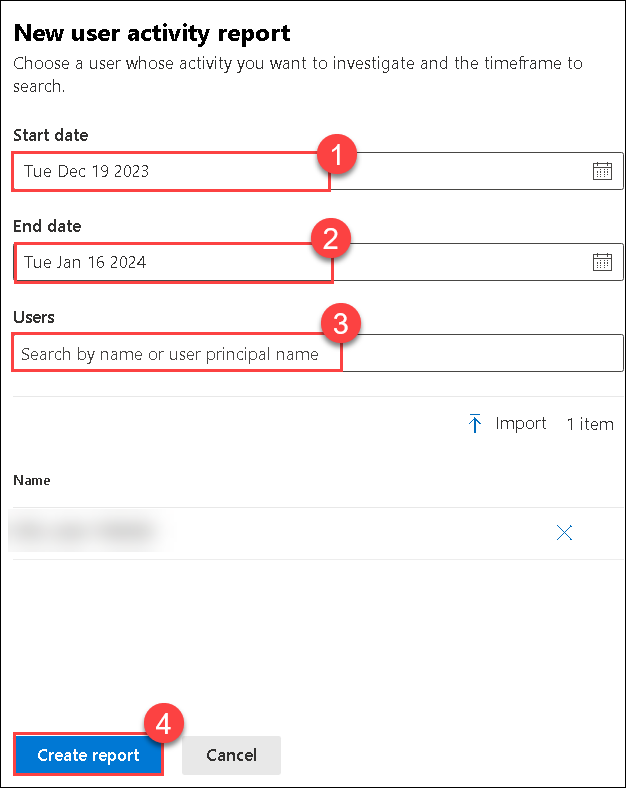 New user activity report
Choose a user whose activity you want to investigate and the timeframe to
search.
Start date
1
Tue Dec 19 2023
End date
2
Tue Jan 16 2024
Users
3
Search by name or user principal name
Import 1 item
Name
4
Create report Cancel